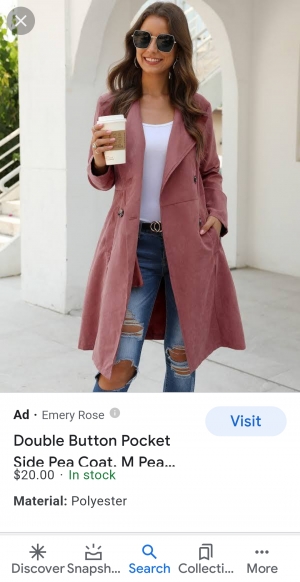 Ad · Emery Rose
Visit
Double Button Pocket
Side Pea Coat, M Pea...
$20.00 · In stock
Material: Polyester
Discover
Snapsh...
Search
Collecti...
More